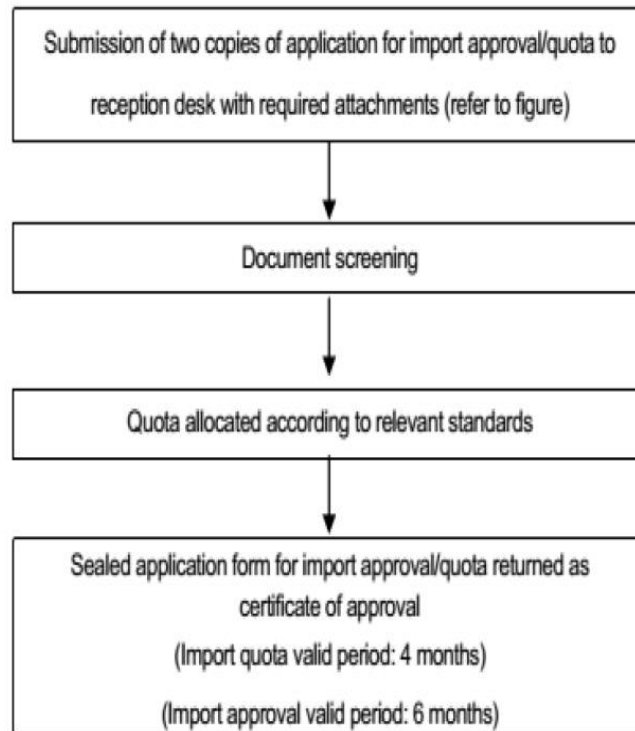 Submission of two copies of application for import approval/quota to
reception desk with required attachments (refer to figure)
Document screening
Quota allocated according to relevant standards
Sealed application form for import approval/quota returned as
certificate of approval
(Import quota valid period: 4 months)
(Import approval valid period: 6 months)